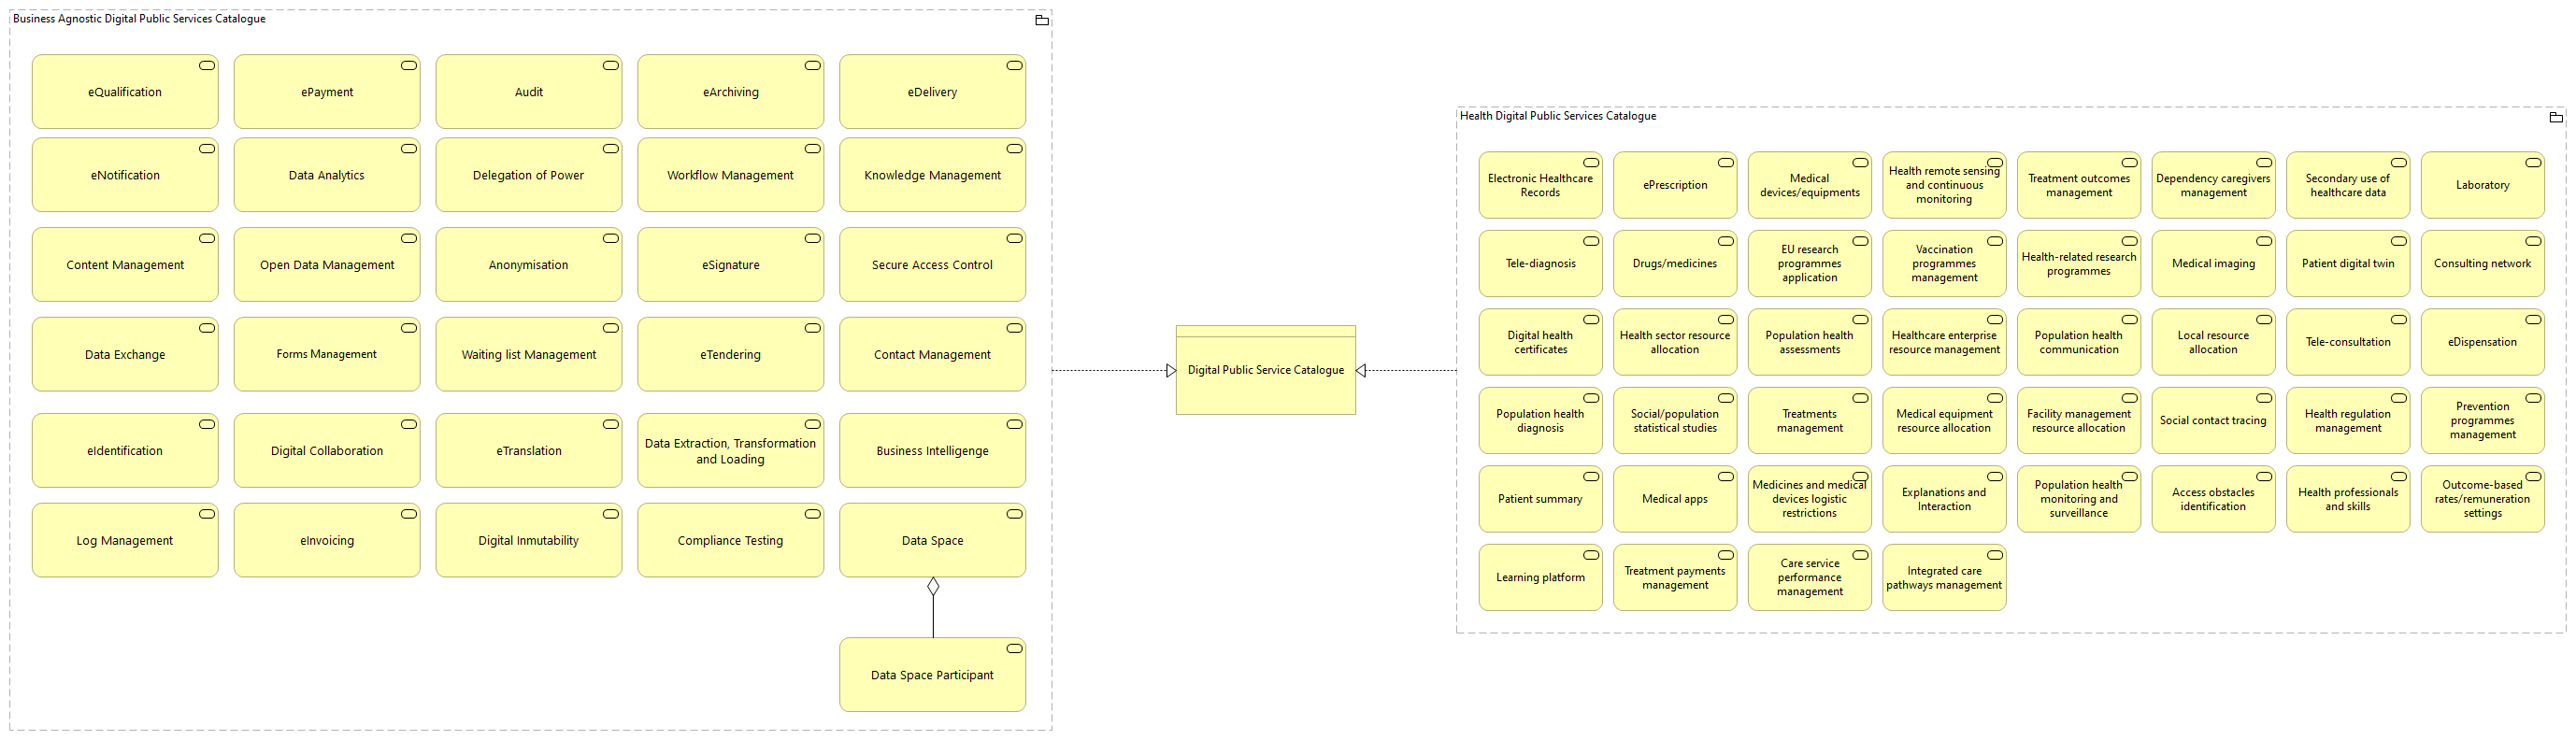 Business Agnostic Digital Public Services Catalogue
eQualification
ePayment
Audit
eArchiving
eDelivery
eNotification
Data Analytics
Delegation of Power
Workflow Management
Knowledge Management
Content Management
Open Data Management
Anonymisation
eSignature
Secure Access Control
Data Exchange
Forms Management
Waiting list Management
eTendering
Contact Management
eIdentification
Digital Collaboration
eTranslation
Data Extraction, Transformation
and Loading
Business Intelligence
Log Management
eInvoicing
Digital Inmutability
Compliance Testing
Data Space
Data Space Participant
Digital Public Service Catalogue
Health Digital Public Services Catalogue
Electronic Healthcare
Records
ePrescription
Medical
devices/equipments
Health remote sensing
and continuous
monitoring
Treatment outcomes
management
Dependency caregivers
management
Secondary use of
healthcare data
Laboratory
Tele-diagnosis
Drugs/medicines
EU research
programmes
application
Vaccination
programmes
management
Health-related research
programmes
Medical imaging
Patient digital twin
Consulting network
Digital health
certificates
Health sector resource
allocation
Population health
assessments
Healthcare enterprise
resource management
Population health
communication
Local resource
allocation
Tele-consultation
eDispensation
Population health
diagnosis
Social/population
statistical studies
Treatments
management
Medical equipment
resource allocation
Facility management
resource allocation
Social contact tracing
Health regulation
management
Prevention
programmes
management
Patient summary
Medical apps
Medicines and medical
devices logistic
restrictions
Explanations and
Interaction
Population health
monitoring and
surveillance
Access obstacles
identification
Health professionals
and skills
Outcome-based
rates/remuneration
settings
Learning platform
Treatment payments
management
Care service
performance
management
Integrated care
pathways management